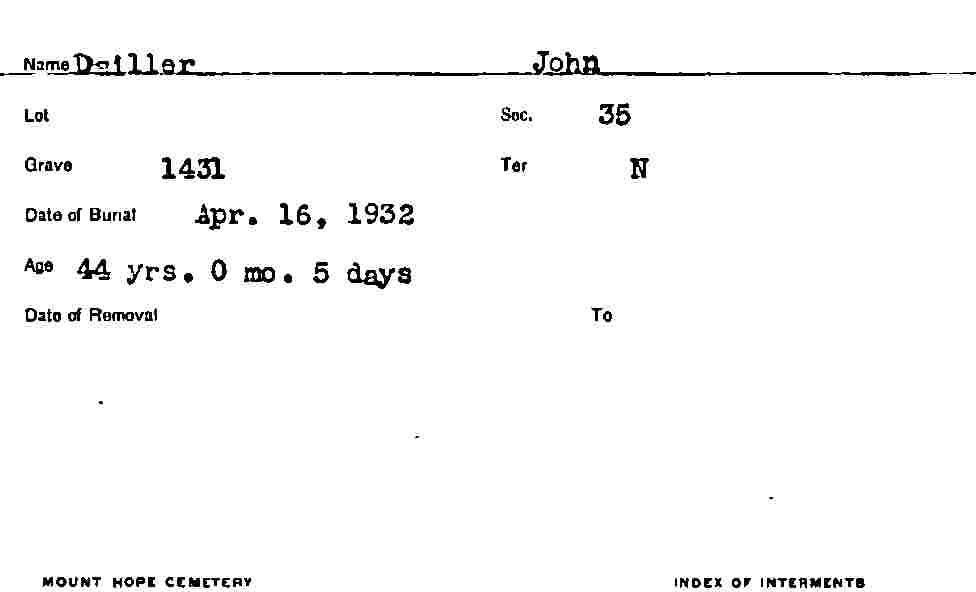 Name Deiller John
Lot Sec. 35
Grave 1431 Ter N
Date of Burial Apr. 16, 1932
Age 44 yrs. 0 mo. 5 days
Date of Removal To
MOUNT HOPE CEMETERY INDEX OF INTERMENTS